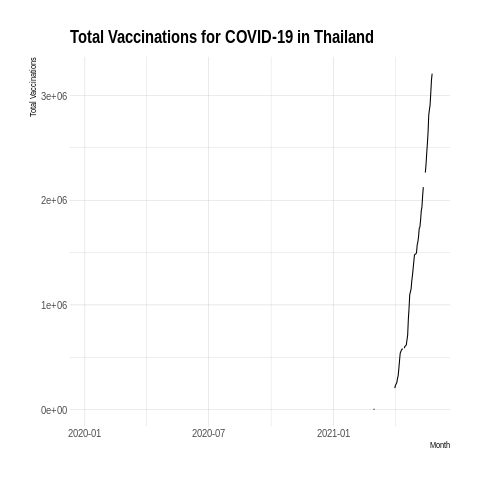 Total Vaccinations for COVID-19 in Thailand
Total Vaccinations
3e+06
2e+06
1e+06
0e+00
2020-01
2020-07
2021-01
Month